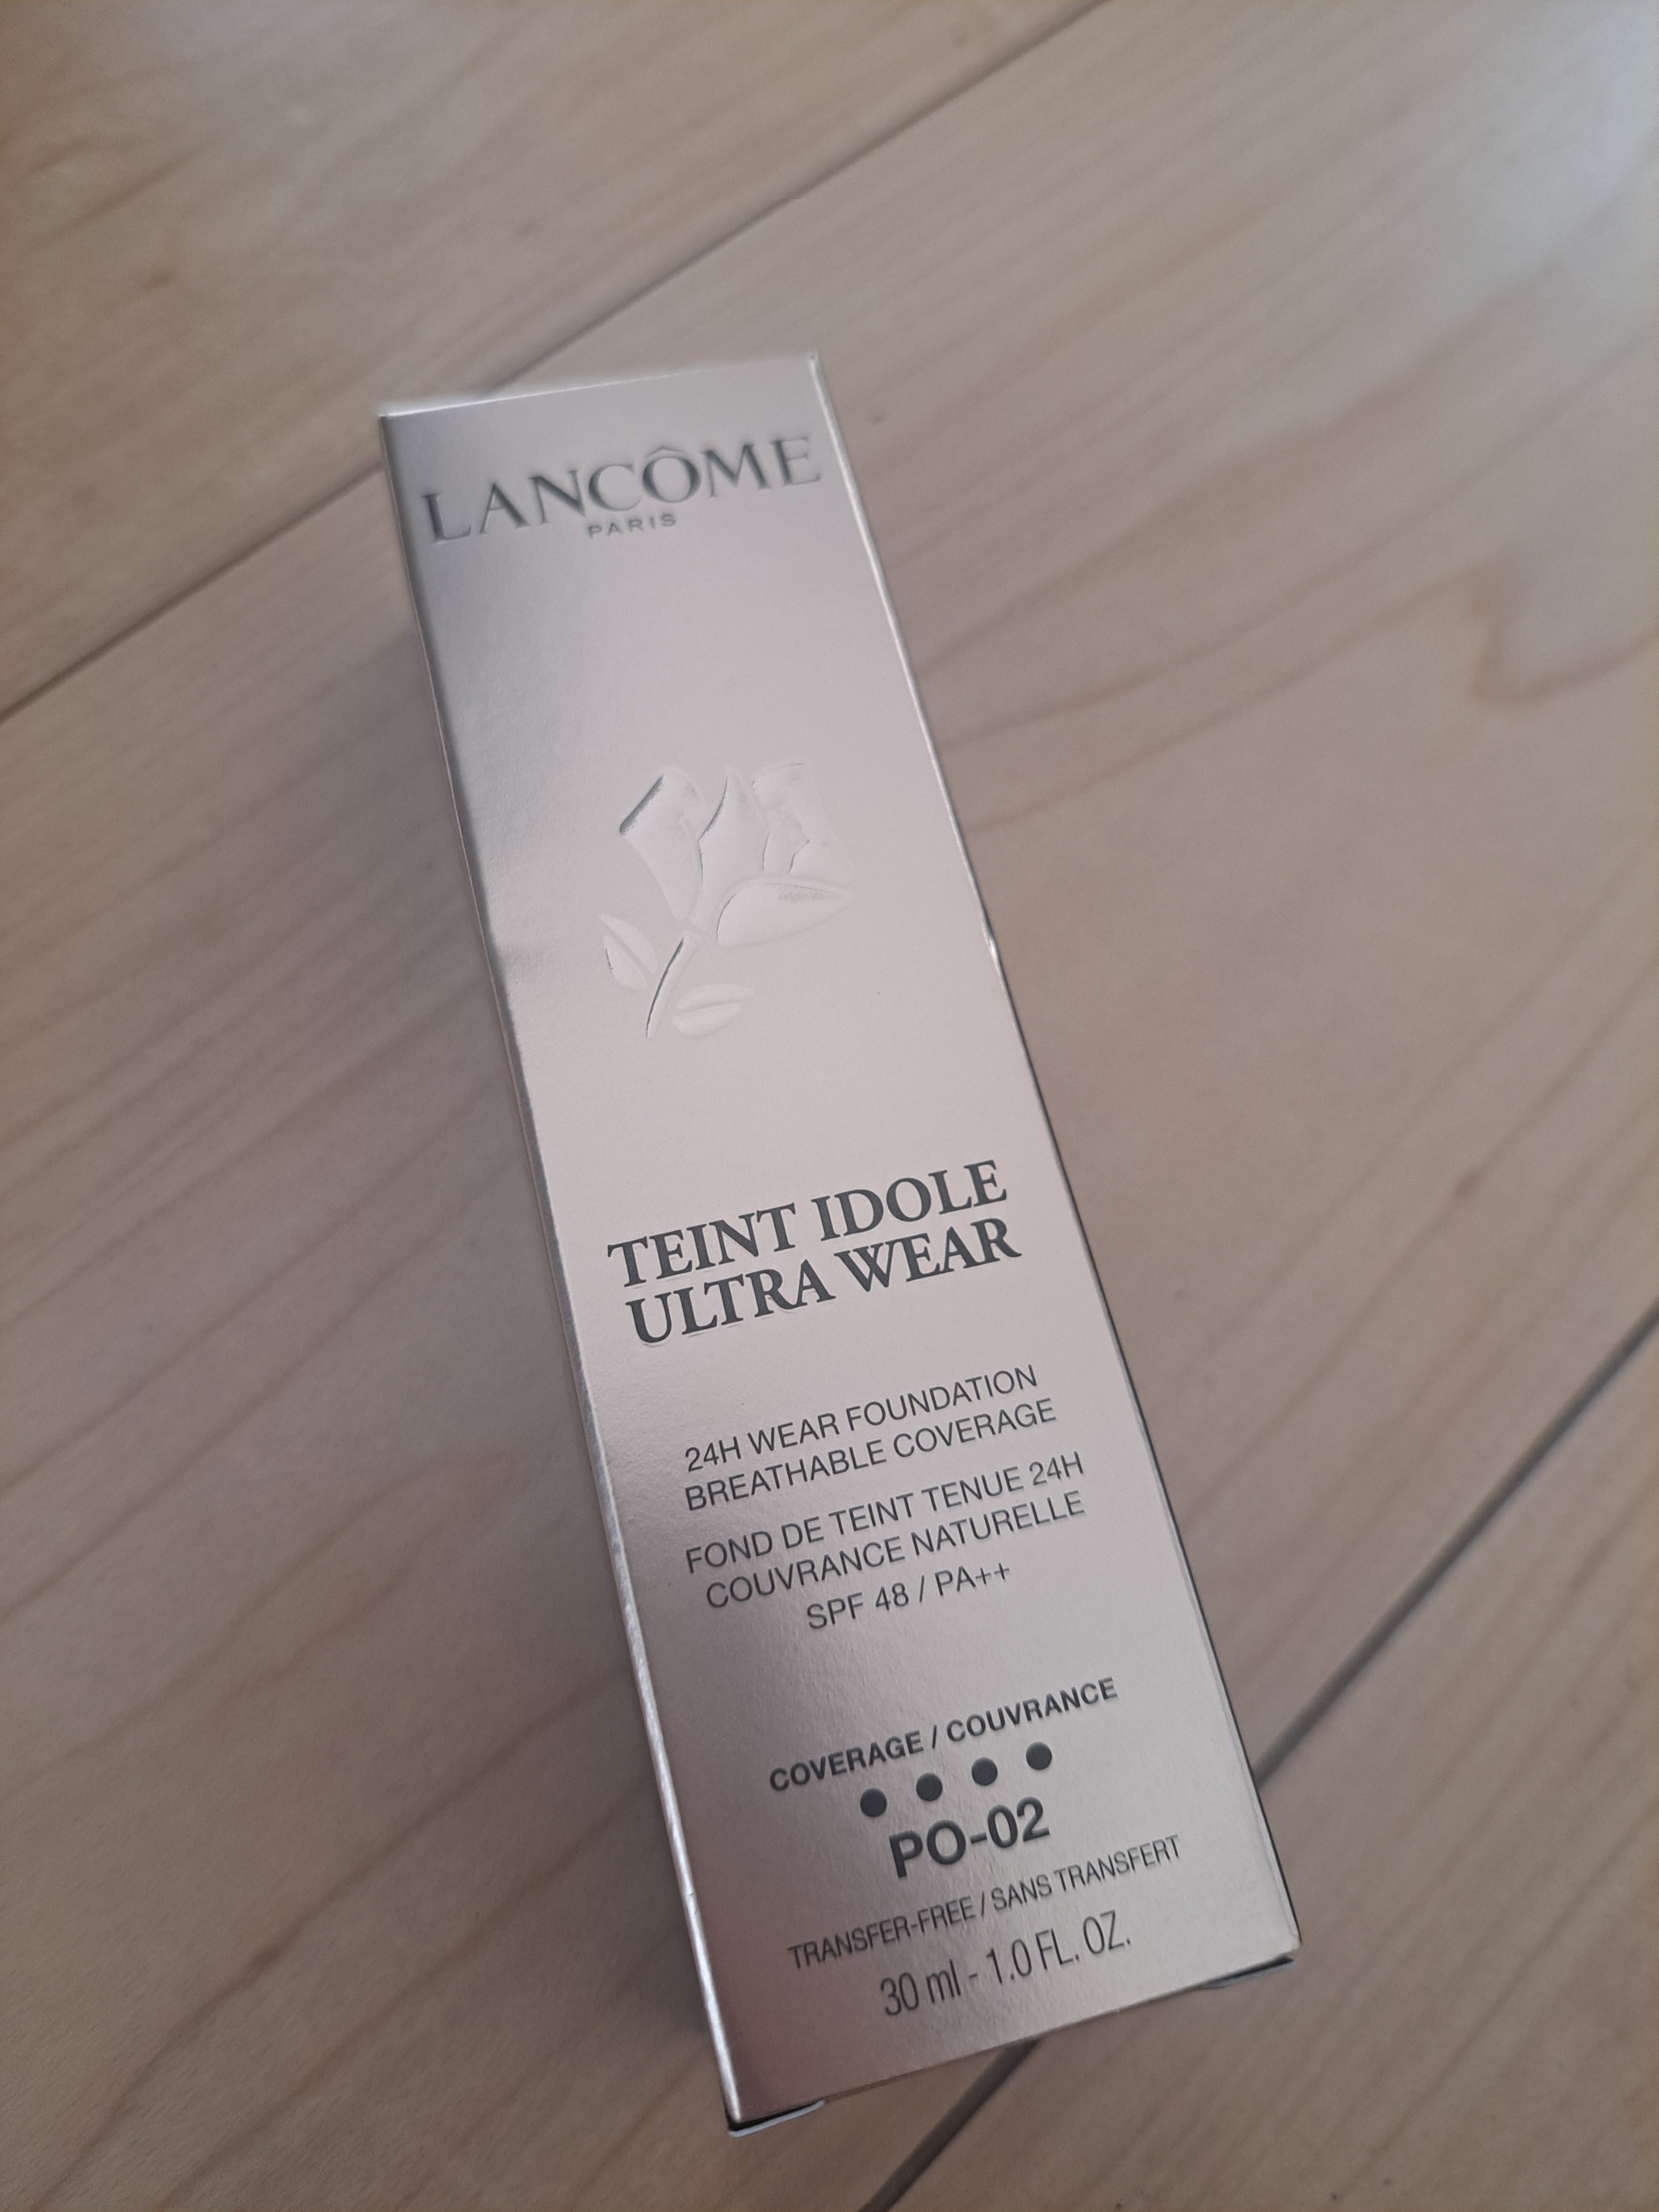 LANCÔME
PARIS
TEINT IDOLE
ULTRA WEAR
24H WEAR FOUNDATION
BREATHABLE COVERAGE
FOND DE TEINT TENUE 24H
COUVRANCE NATURELLE
SPF 48 / PA++
COVERAGE / COUVRANCE
PO-02
TRANSFER-FREE / SANS TRANSFERT
30 ml - 1.0 FL. OZ.